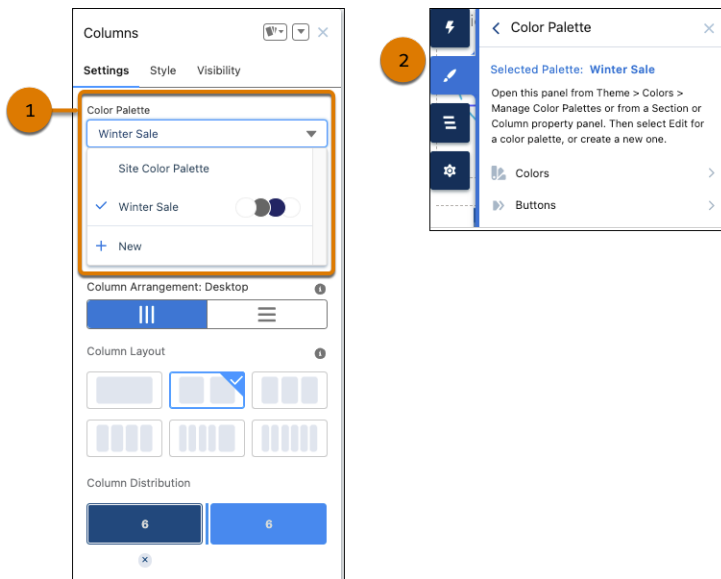 Columns
Settings Style Visibility
1
Color Palette
Winter Sale
Site Color Palette
Winter Sale
+ New
Column Arrangement: Desktop
Column Layout
Column Distribution
6 6
2
Color Palette
Selected Palette: Winter Sale
Open this panel from Theme > Colors >
Manage Color Palettes or from a Section or
Column property panel. Then select Edit for
a color palette, or create a new one.
Colors
Buttons